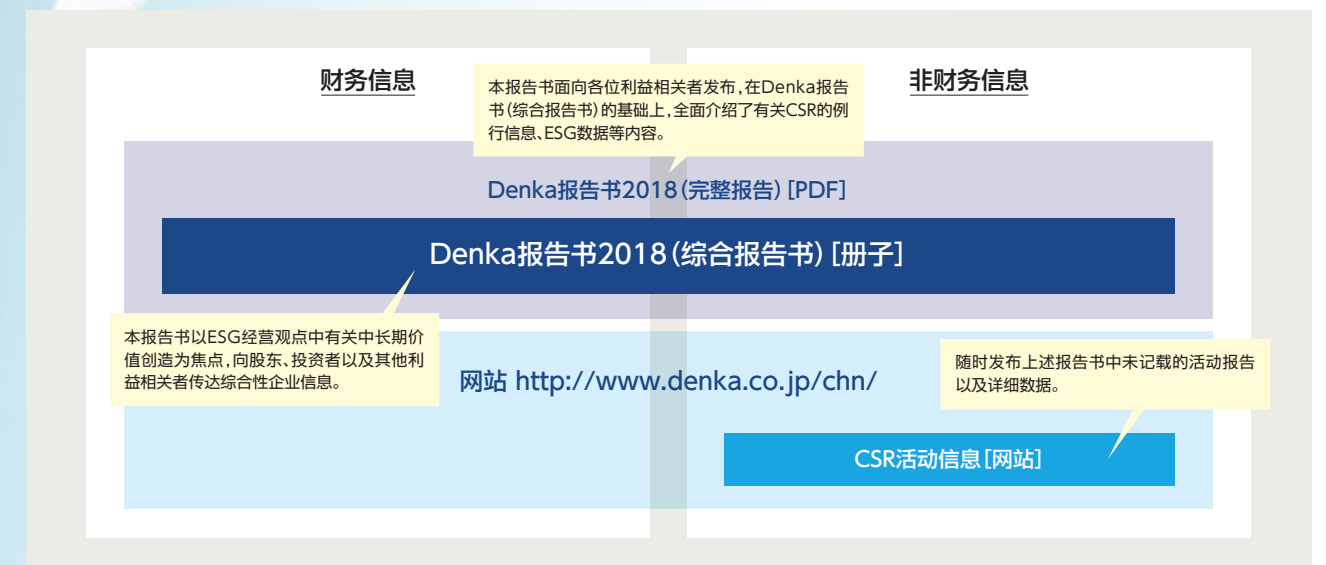 财务信息
非财务信息
本报告书面向各位利益相关者发布，在Denka报告
书（综合报告书）的基础上，全面介绍了有关CSR的例
行信息、ESG数据等内容。
Denka报告书2018（完整报告）[PDF]
Denka报告书2018（综合报告书）[册子]
本报告书以ESG经营观点中有关中长期价
值创造为焦点，向股东、投资者以及其他利
益相关者传达综合性企业信息。
网站 http://www.denka.co.jp/chn/
随时发布上述报告书中未记载的活动报告
以及详细数据。
CSR活动信息[网站]